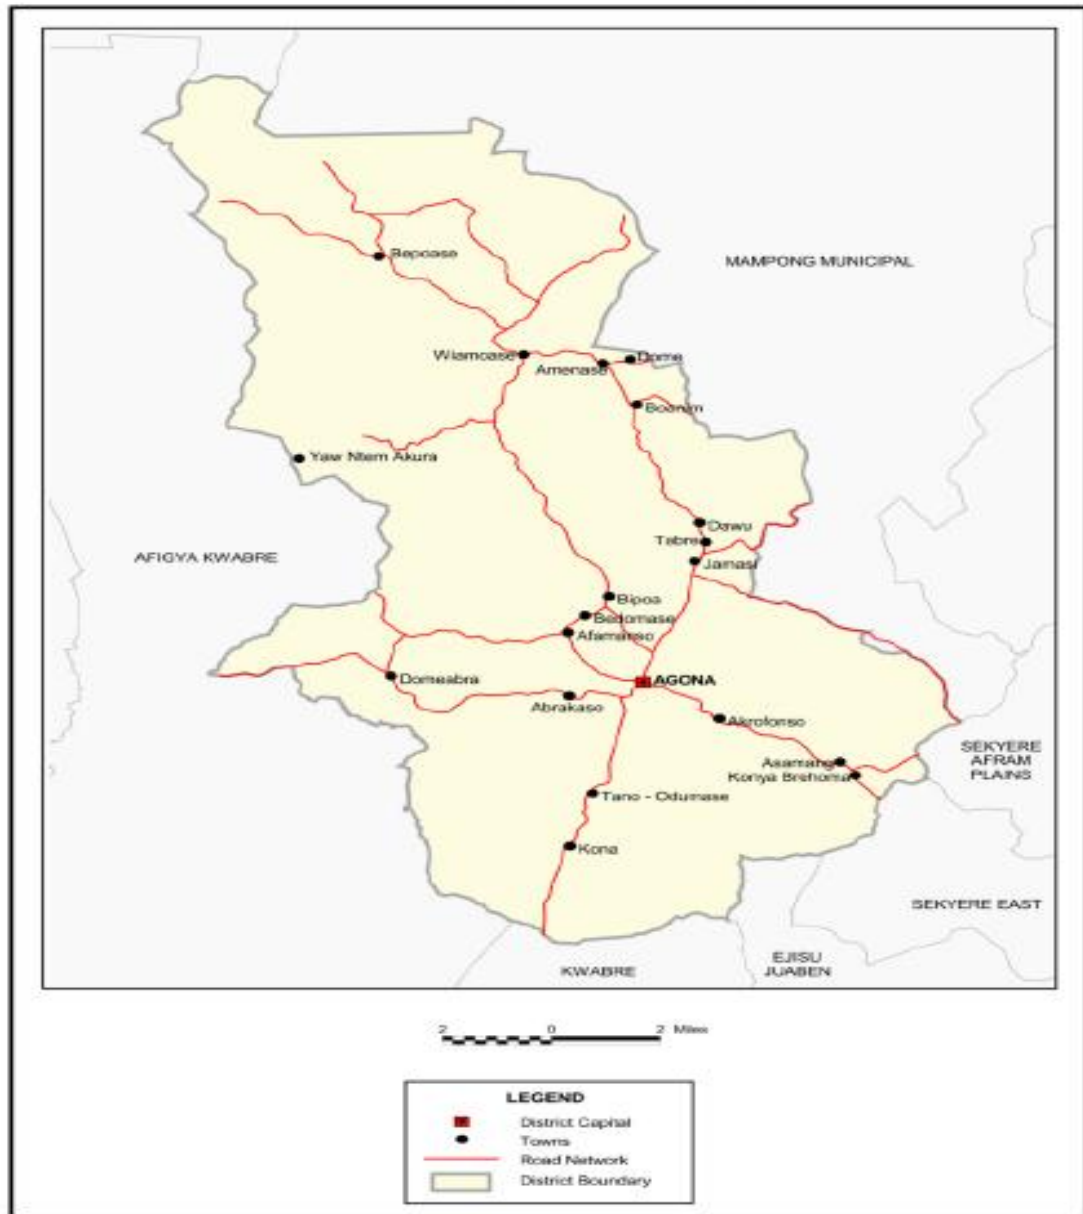 Bepoase
MAMPONG MUNICIPAL
Wiamoase
Dome
Amenase
Boanim
Yaw Ntem Akura
Dawu
Tabre
AFIGYA KWABRE
Jamasi
Bipoa
Bedomase
Afamanso
Domeabra
AGONA
Abrakaso
Akrofonso
SEKYERE
AFRAM
PLAINS
Asamang
Konya Brehoma
Tano - Odumase
Kona
SEKYERE EAST
EJISU
JUABEN
KWABRE
2 0 2 Miles
LEGEND
District Capital
Towns
Road Network
District Boundary